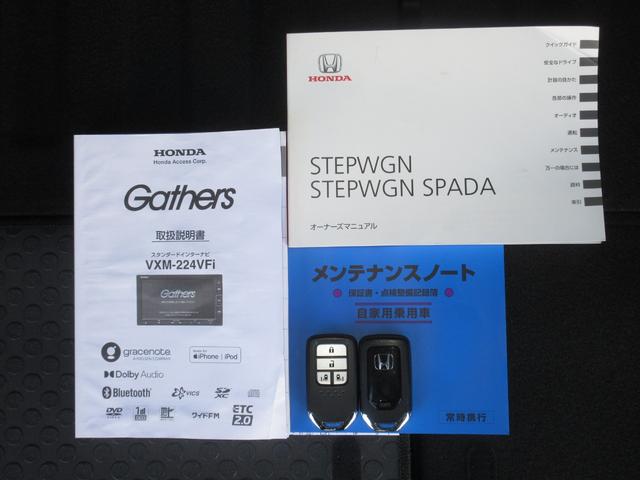 HONDA
STEPWGN
STEPWGN SPADA
オーナーズマニュアル
クイックガイド
安全なドライブ
計器の見かた
各部の操作
オーディオ
運転
メンテナンス
万一の場合には
資料
索引
HONDA
Honda Access Corp.
Gathers
取扱説明書
スタンダードインターナビ
VXM-224VFi
Gathers
gracenote
iPhone | iPod
Dolby Audio
Bluetooth
VICS
SD XC
DVD
ワイドFM
ETC 2.0
メンテナンスノート
保証書・点検整備記録簿
自家用乗用車
常時携行